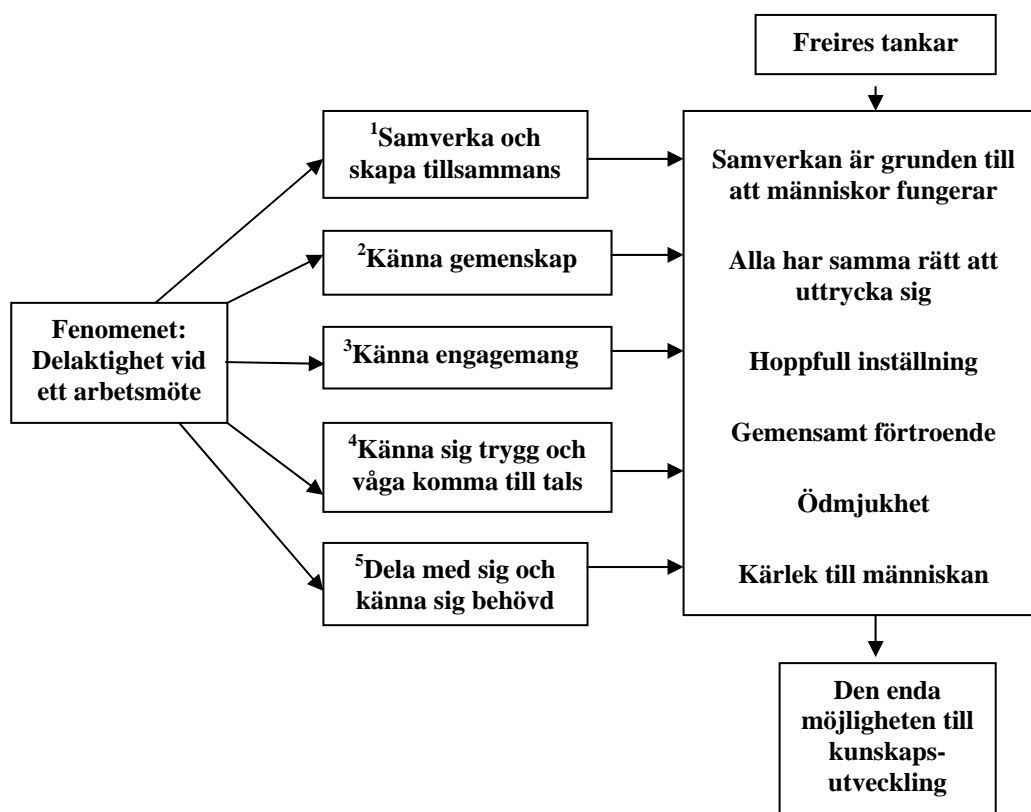 Freires tankar
¹Samverka och
skapa tillsammans
²Känna gemenskap
Fenomenet:
Delaktighet vid
ett arbetsmöte
³Känna engagemang
⁴Känna sig trygg och
våga komma till tals
⁵Dela med sig och
känna sig behövd
Samverkan är grunden till
att människor fungerar
Alla har samma rätt att
uttrycka sig
Hoppfull inställning
Gemensamt förtroende
Ödmjukhet
Kärlek till människan
Den enda
möjligheten till
kunskaps-
utveckling